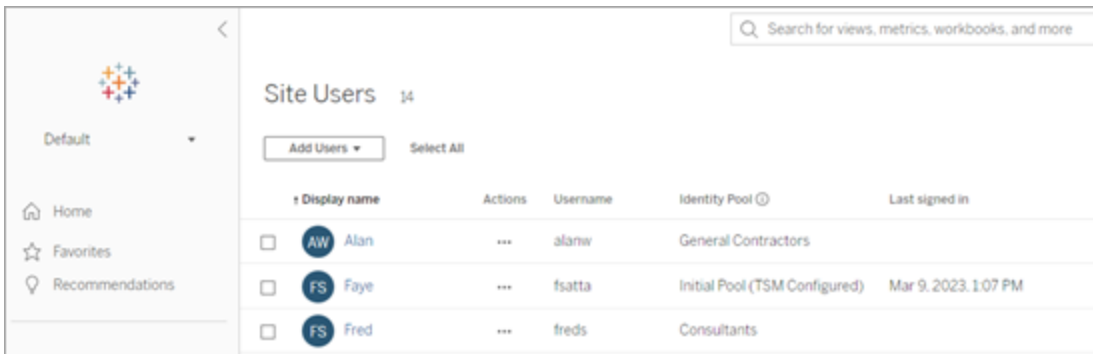 Search for views, metrics, workbooks, and more
Site Users 14
Default
Add Users Select All
Display name Actions Username Identity Pool Last signed in
Home
AW Alan alanw General Contractors
Favorites
FS Faye fsatta Initial Pool (TSM Configured) Mar 9, 2023, 1:07 PM
Recommendations
FS Fred freds Consultants